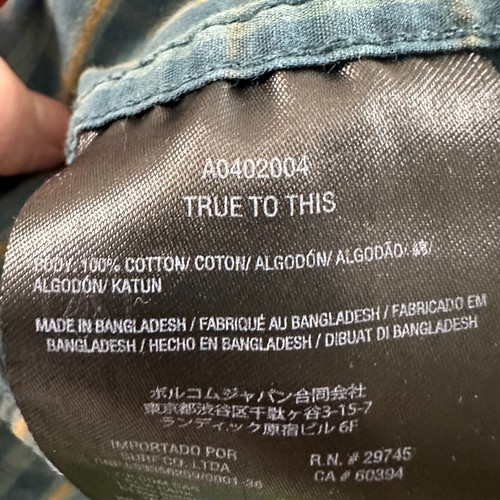 A0402004
TRUE TO THIS
BODY: 100% COTTON/ COTON/ ALGODÓN/ ALGODÃO/ 綿/
ALGODÓN/ KATUN
MADE IN BANGLADESH / FABRIQUÉ AU BANGLADESH / FABRICADO EM
BANGLADESH / HECHO EN BANGLADESH / DIBUAT DI BANGLADESH
ボルコムジャパン合同会社
東京都渋谷区千駄ヶ谷3-15-7
ランディック原宿ビル 6F
IMPORTADO POR
SURF CO. LTDA
R.N. # 29745
CA # 60394